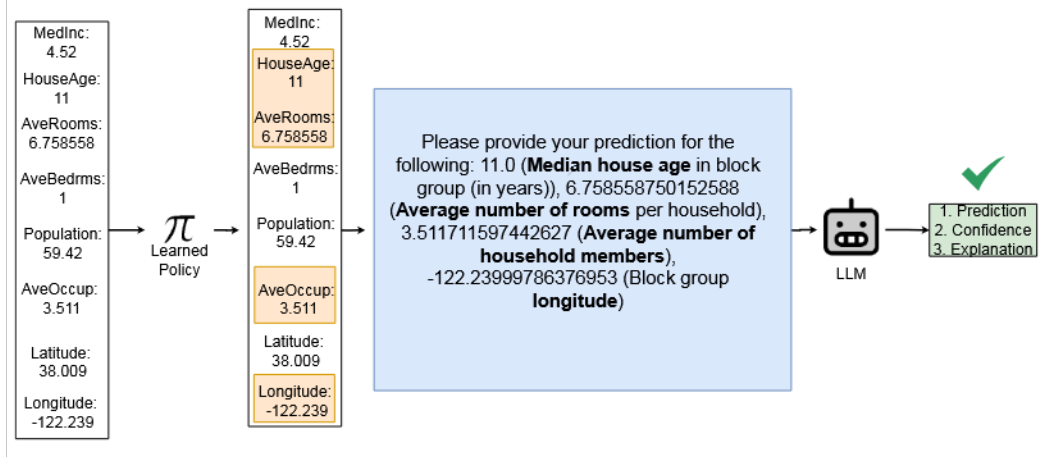 MedInc:
4.52
HouseAge:
11
AveRooms:
6.758558
AveBedrms:
1
Population:
59.42
AveOccup:
3.511
Latitude:
38.009
Longitude:
-122.239
π
Learned
Policy
MedInc:
4.52
HouseAge:
11
AveRooms:
6.758558
AveBedrms:
1
Population:
59.42
AveOccup:
3.511
Latitude:
38.009
Longitude:
-122.239
Please provide your prediction for the
following: 11.0 (Median house age in block
group (in years)), 6.758558750152588
(Average number of rooms per household),
3.511711597442627 (Average number of
household members),
-122.23999786376953 (Block group
longitude)
LLM
1. Prediction
2. Confidence
3. Explanation